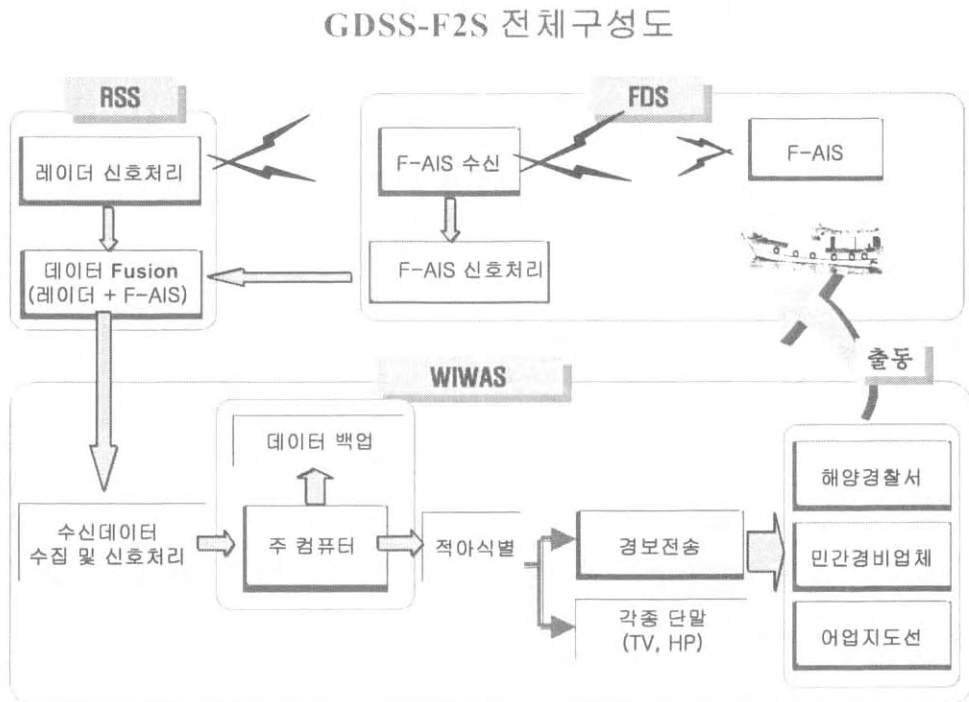 GDSS-F2S 전체구성도
RSS
레이더 신호처리
데이터 Fusion
(레이더 + F-AIS)
FDS
F-AIS 수신
F-AIS
F-AIS 신호처리
출동
WIWAS
데이터 백업
수신데이터
수집 및 신호처리
주 컴퓨터
적아식별
경보전송
각종 단말
(TV, HP)
해양경찰서
민간경비업체
어업지도선